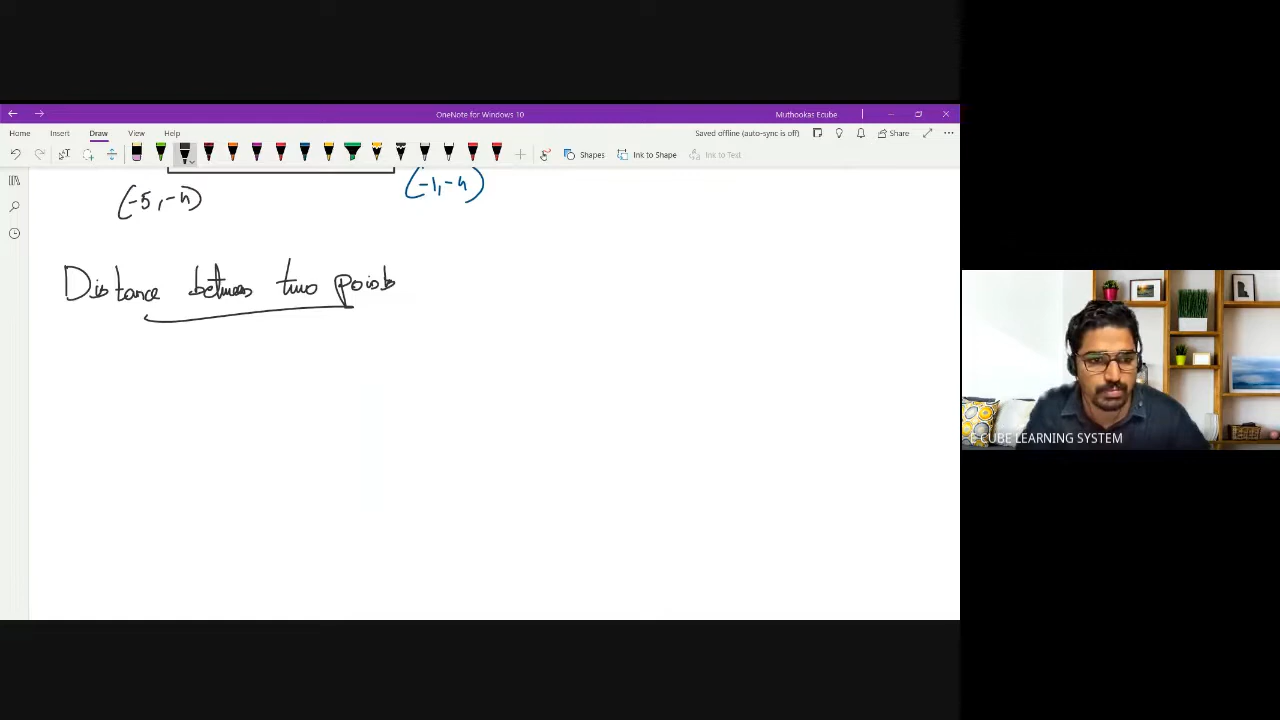 OneNote for Windows 10
Muthookas Ecube
Home Insert Draw View Help
Saved offline (auto-sync is off) Share
Shapes Ink to Shape Ink to Text
(-5, -4)
(-1, -4)
Distance between two points
E CUBE LEARNING SYSTEM